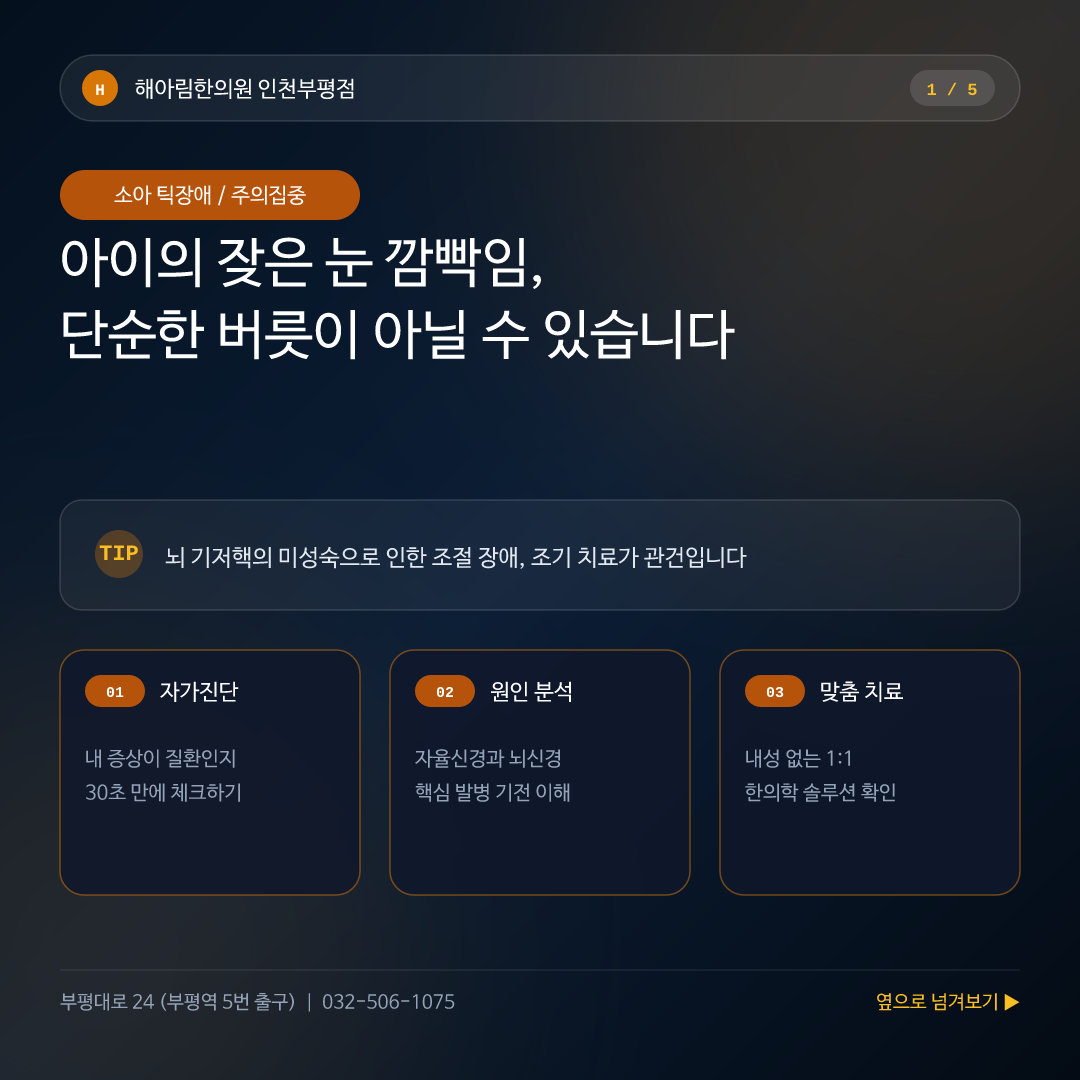 H 해아림한의원 인천부평점
1 / 5
소아 틱장애 / 주의집중
아이의 잦은 눈 깜빡임,
단순한 버릇이 아닐 수 있습니다
TIP 뇌 기저핵의 미성숙으로 인한 조절 장애, 조기 치료가 관건입니다
01 자가진단
내 증상이 질환인지
30초 만에 체크하기
02 원인 분석
자율신경과 뇌신경
핵심 발병 기전 이해
03 맞춤 치료
내성 없는 1:1
한의학 솔루션 확인
부평대로 24 (부평역 5번 출구) | 032-506-1075
옆으로 넘겨보기 ▶